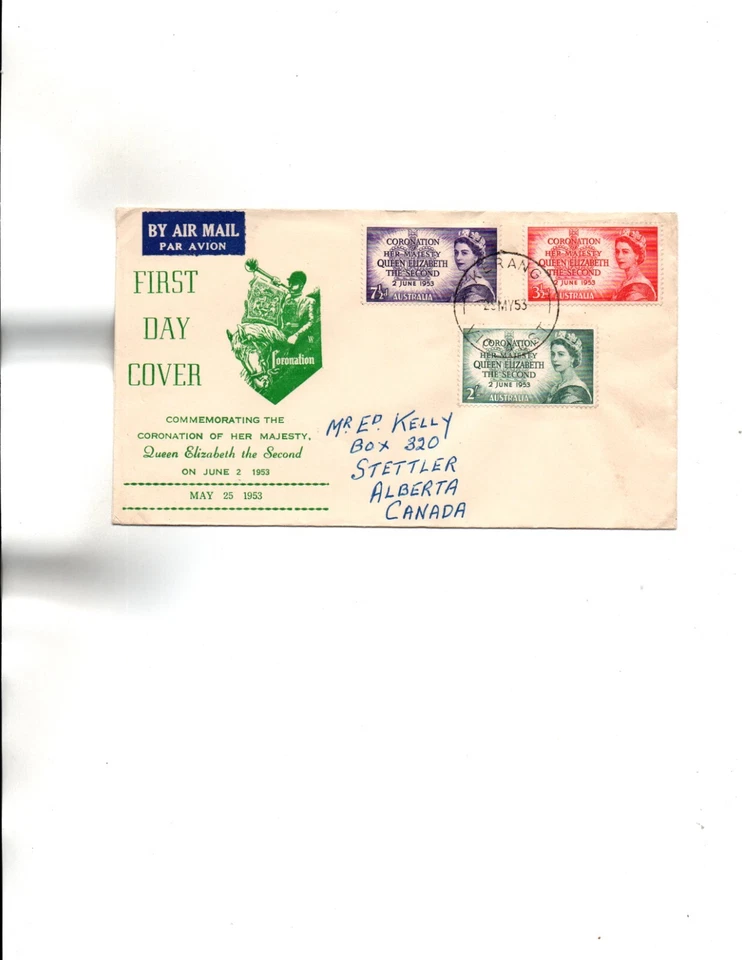 BY AIR MAIL
PAR AVION
FIRST
DAY
COVER
Coronation
COMMEMORATING THE
CORONATION OF HER MAJESTY,
Queen Elizabeth the Second
ON JUNE 2 1953
MAY 25 1953
CORONATION
HER MAJESTY
QUEEN ELIZABETH
THE SECOND
2 JUNE 1953
7½d AUSTRALIA
CORONATION
HER MAJESTY
QUEEN ELIZABETH
THE SECOND
2 JUNE 1953
3½d AUSTRALIA
MY53
CORONATION
HER MAJESTY
QUEEN ELIZABETH
THE SECOND
2 JUNE 1953
2/- AUSTRALIA
MR ED KELLY
BOX 320
STETTLER
ALBERTA
CANADA